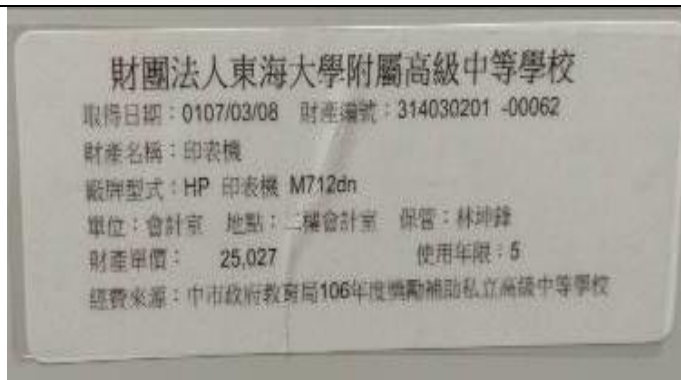 財團法人東海大學附屬高級中等學校
取得日期：0107/03/08 財產編號：314030201 -00062
財產名稱：印表機
廠牌型式：HP 印表機 M712dn
單位：會計室 地點：二樓會計室 保管：林坤鋒
財產單價： 25,027 使用年限：5
經費來源：中市政府教育局106年度獎勵補助私立高級中等學校